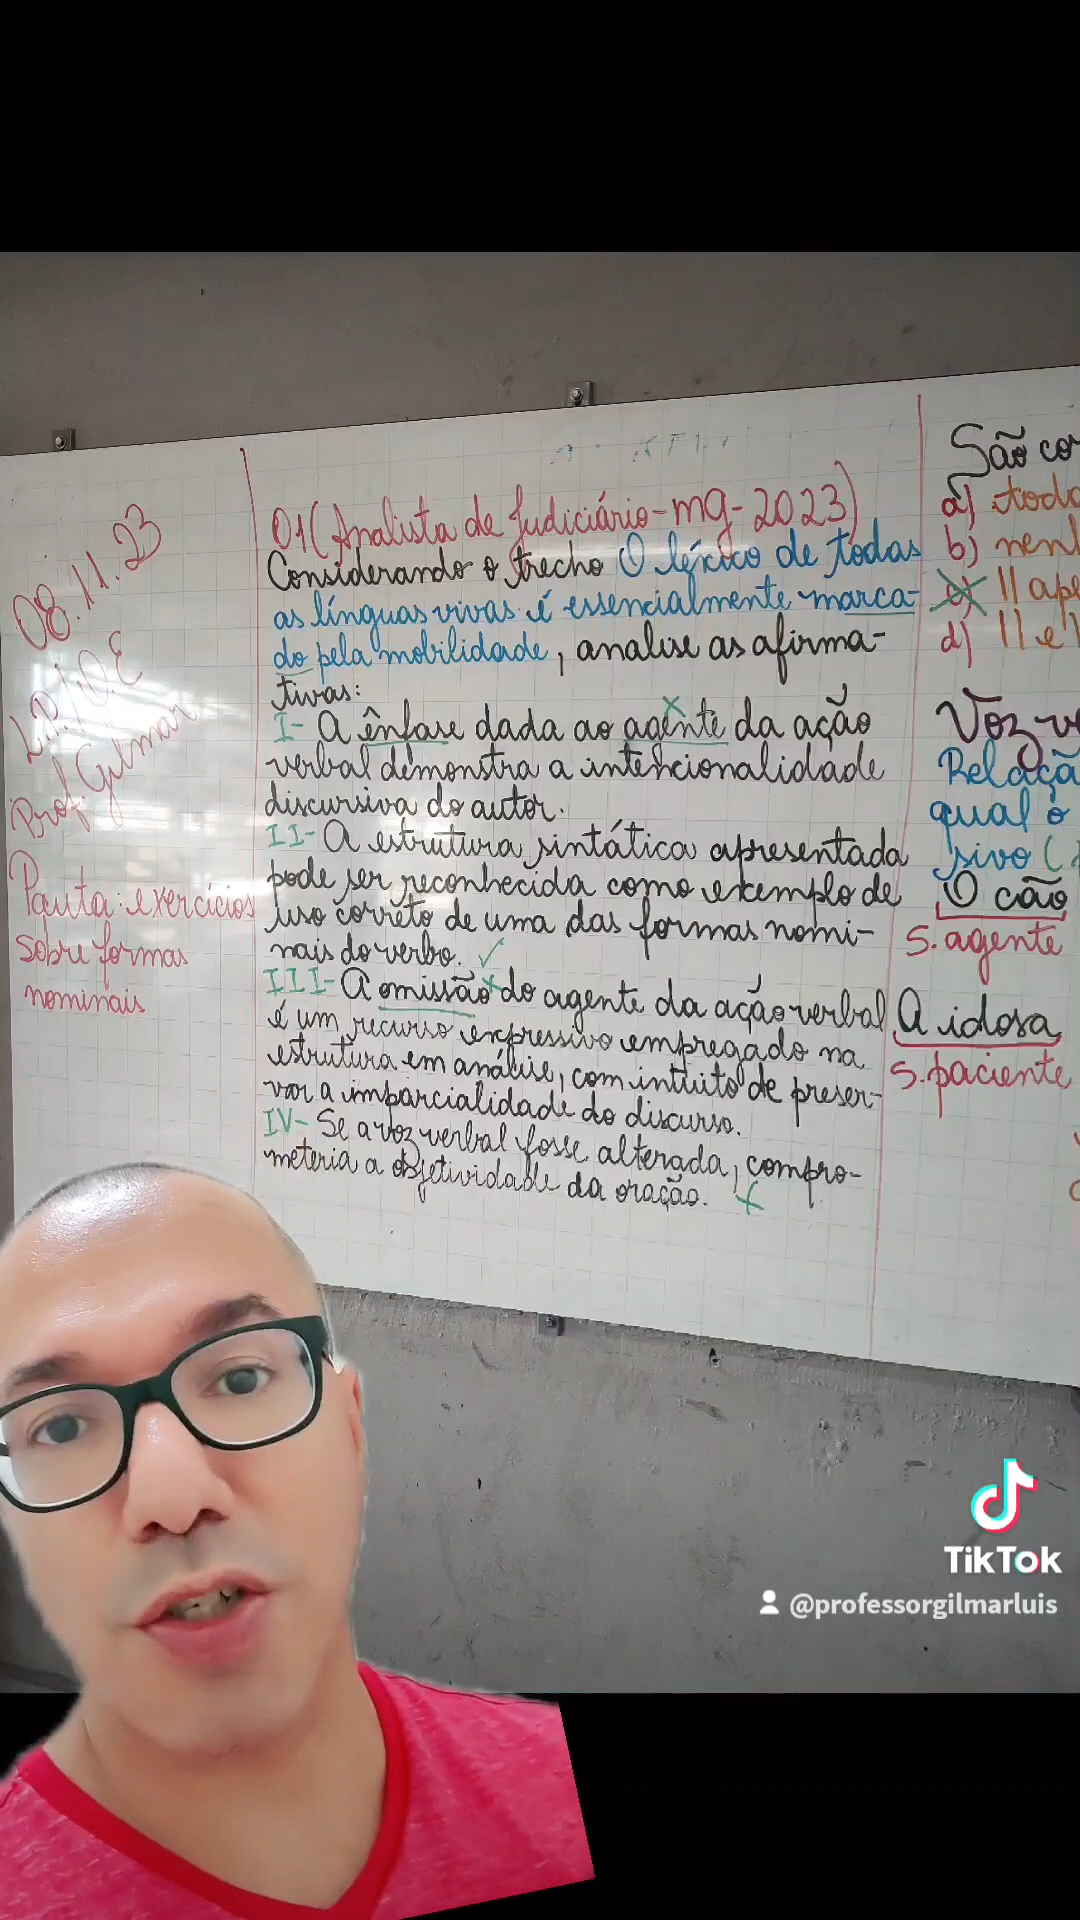 08.11.23
L.P./O.E
Prof. Gilmar
Pauta: exercícios
sobre formas
nominais
01(Analista de Judiciário-MG-2023)
Considerando o trecho O léxico de todas
as línguas vivas é essencialmente marca-
do pela mobilidade, analise as afirma-
tivas:
I- A ênfase dada ao agente da ação
verbal demonstra a intencionalidade
discursiva do autor.
II- A estrutura sintática apresentada
pode ser reconhecida como exemplo de
uso correto de uma das formas nomi-
nais do verbo.
III- A omissão do agente da ação verbal
é um recurso expressivo empregado na
estrutura em análise, com intuito de preser-
var a imparcialidade do discurso.
IV- Se a voz verbal fosse alterada, compro-
meteria a objetividade da oração.
São co
a) toda
b) nenh
c) II ape
d) II e
Voz ve
Relaçã
qual o
sivo (
O cão
S. agente
A idosa
S. paciente
TikTok
@professorgilmarluis